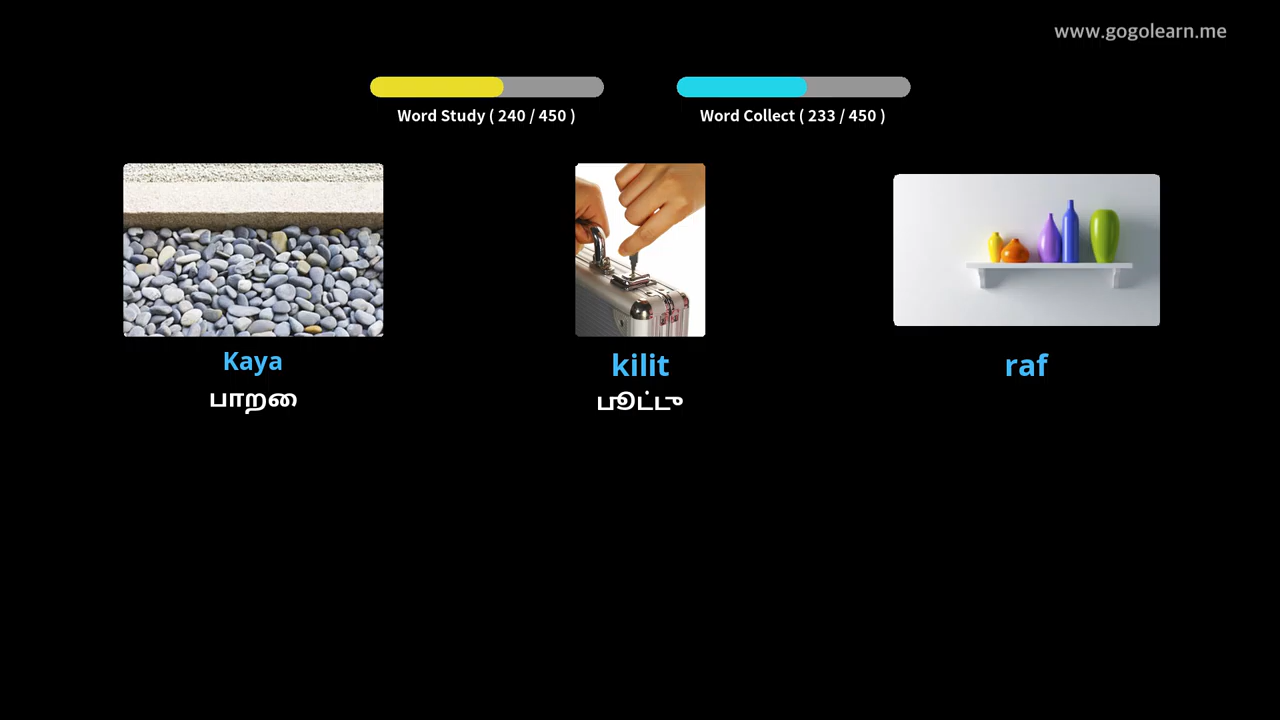 www.gogolearn.me
Word Study ( 240 / 450 )
Word Collect ( 233 / 450 )
Kaya
kilit
raf
பாறை
பூட்டு